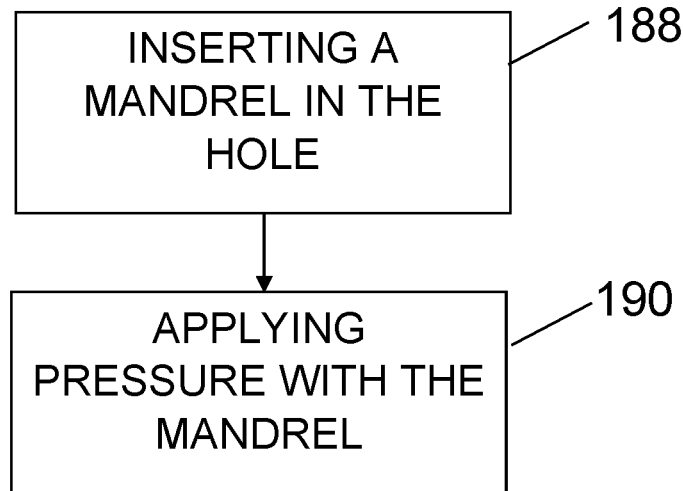 188
INSERTING A
MANDREL IN THE
HOLE
190
APPLYING
PRESSURE WITH THE
MANDREL